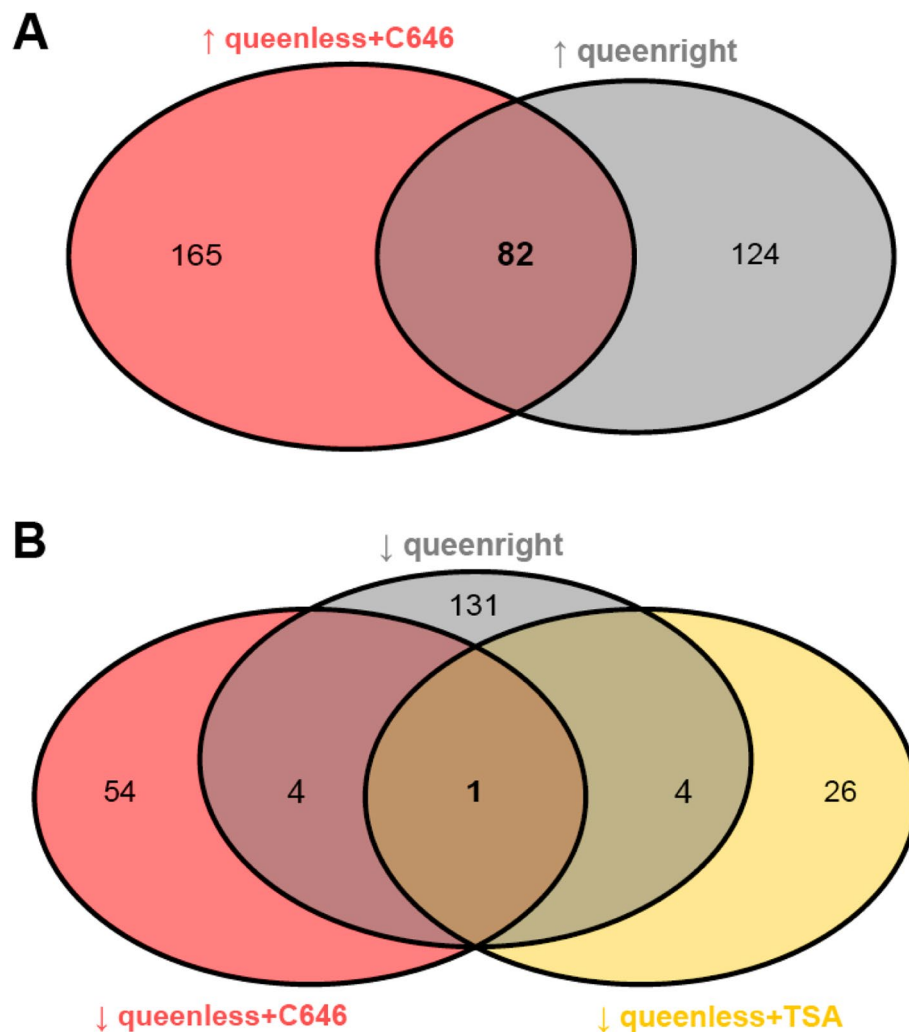 A
↑ queenless+C646
↑ queenright
165
82
124
B
↓ queenright
131
54
4
1
4
26
↓ queenless+C646
↓ queenless+TSA